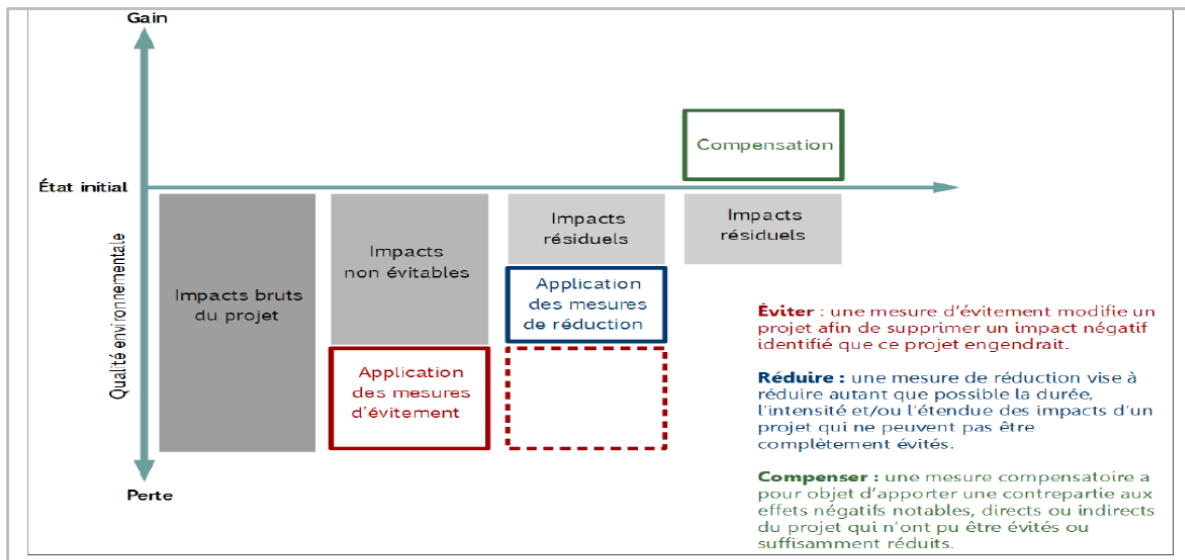 Gain
Compensation
État initial
Qualité environnementale
Impacts bruts
du projet
Impacts
non évitables
Application
des mesures
d'évitement
Impacts
résiduels
Application
des mesures
de réduction
Impacts
résiduels
Perte
Éviter : une mesure d'évitement modifie un
projet afin de supprimer un impact négatif
identifié que ce projet engendrait.
Réduire : une mesure de réduction vise à
réduire autant que possible la durée,
l'intensité et/ou l'étendue des impacts d'un
projet qui ne peuvent pas être
complètement évités.
Compenser : une mesure compensatoire a
pour objet d'apporter une contrepartie aux
effets négatifs notables, directs ou indirects
du projet qui n'ont pu être évités ou
suffisamment réduits.